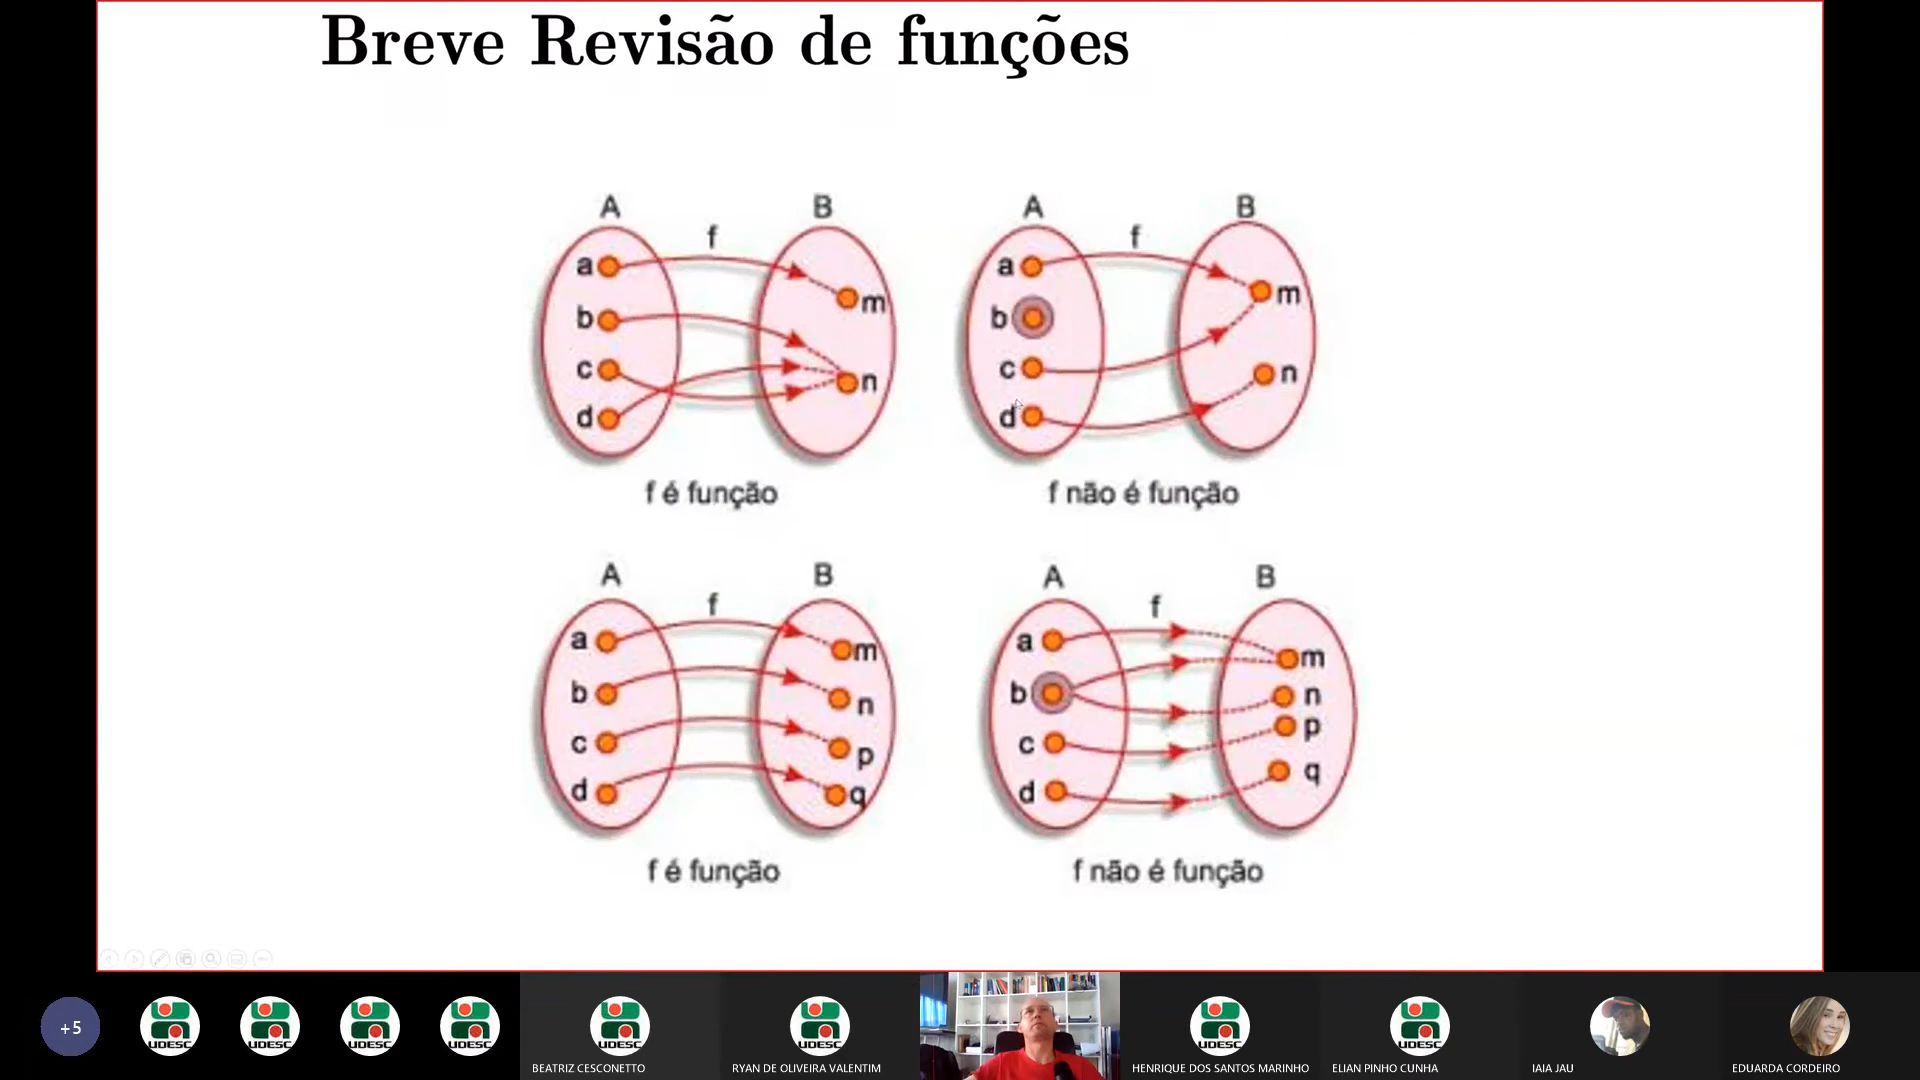 Breve Revisão de funções
A B
f
a
b
c
d
m
n
f é função
A B
f
a
b
c
d
m
n
f não é função
A B
f
a
b
c
d
m
n
p
q
f é função
A B
f
a
b
c
d
m
n
p
q
f não é função
+5
UDESC
UDESC
UDESC
UDESC
UDESC
BEATRIZ CESCONETTO
UDESC
RYAN DE OLIVEIRA VALENTIM
UDESC
HENRIQUE DOS SANTOS MARINHO
UDESC
ELIAN PINHO CUNHA
IAIA JAU
EDUARDA CORDEIRO